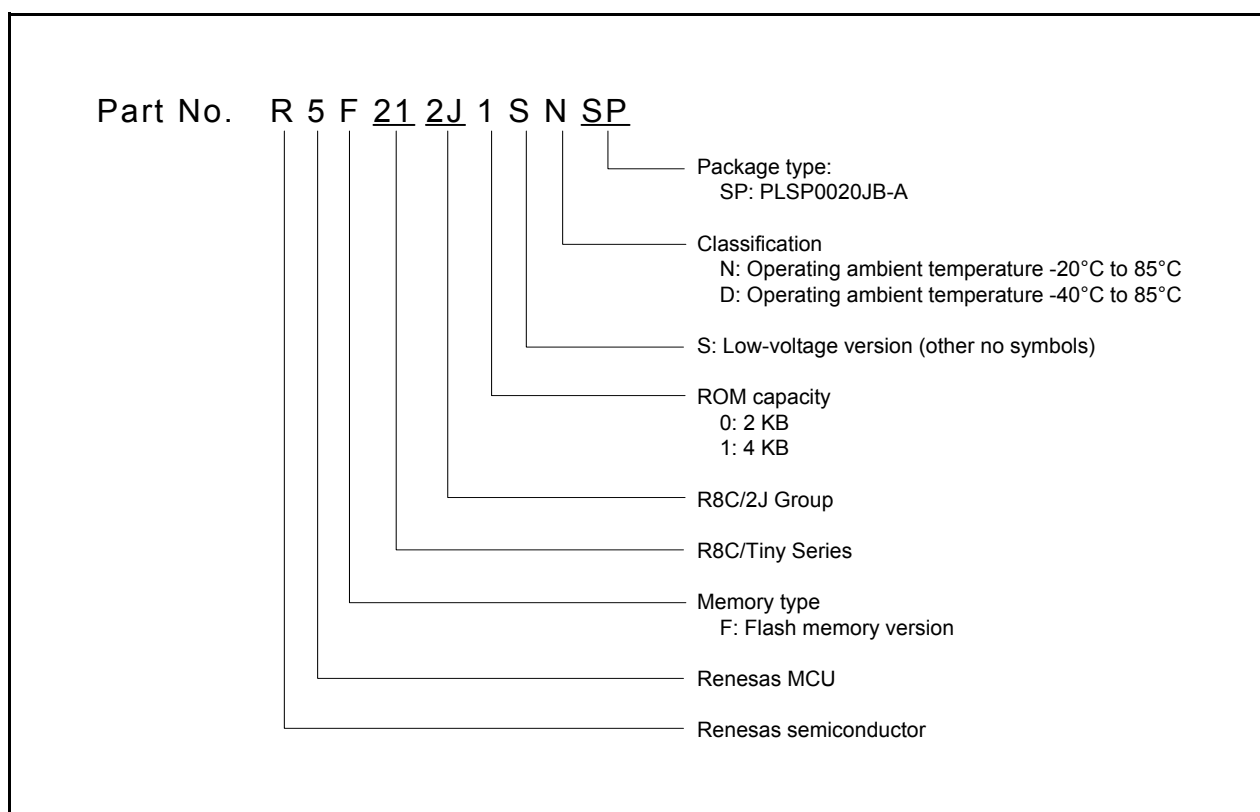 Part No. R 5 F 21 2J 1 S N SP
Package type:
SP: PLSP0020JB-A
Classification
N: Operating ambient temperature -20°C to 85°C
D: Operating ambient temperature -40°C to 85°C
S: Low-voltage version (other no symbols)
ROM capacity
0: 2 KB
1: 4 KB
R8C/2J Group
R8C/Tiny Series
Memory type
F: Flash memory version
Renesas MCU
Renesas semiconductor